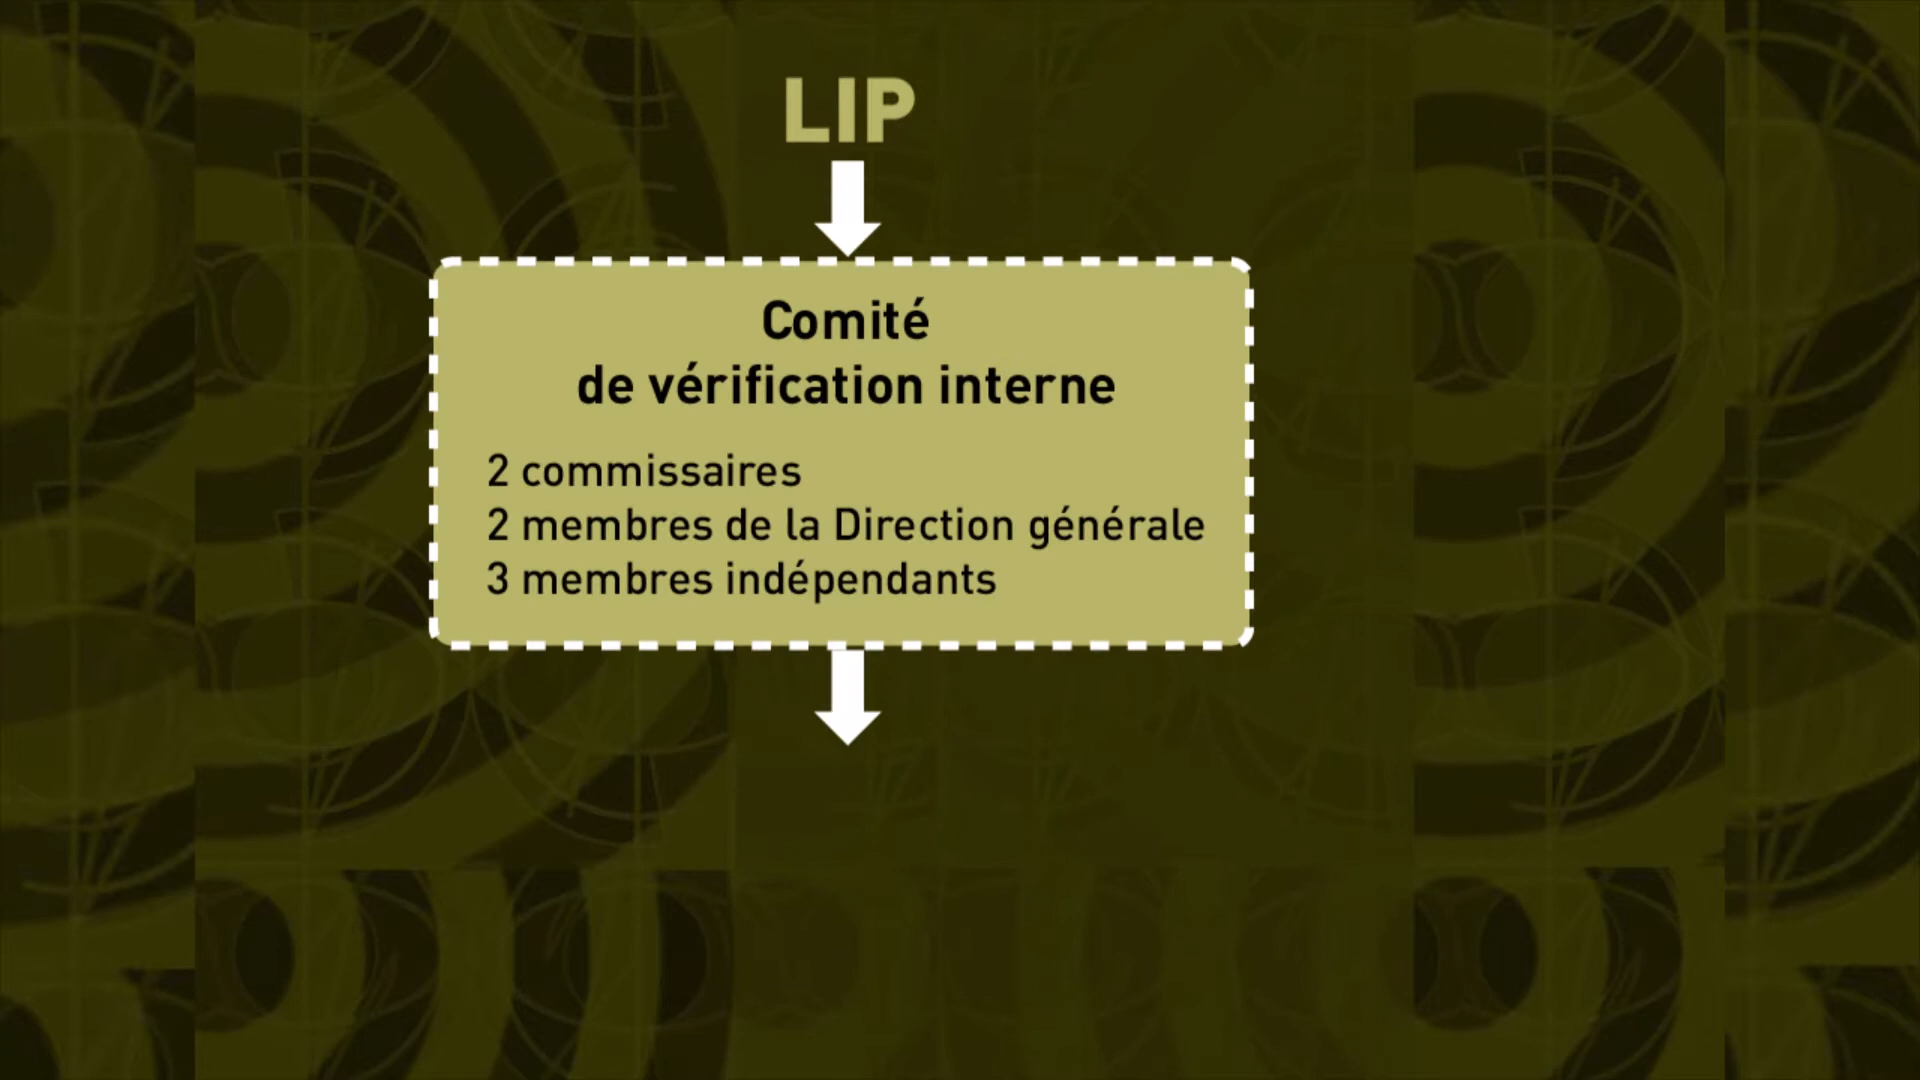 LIP
Comité
de vérification interne
2 commissaires
2 membres de la Direction générale
3 membres indépendants